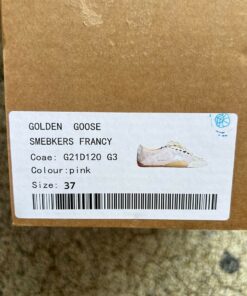 GOLDEN GOOSE
SMEBKERS FRANCY
Coae: G21D120 G3
Colour:pink
Size: 37